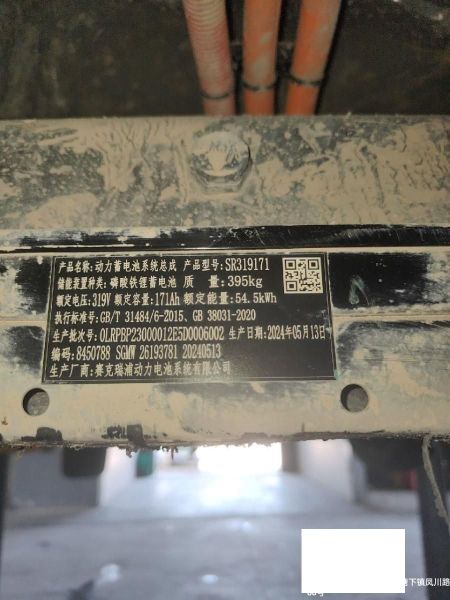 产品名称:动力蓄电池系统总成 产品型号:SR319171
储能装置种类:磷酸铁锂蓄电池 质 量:395kg
额定电压:319V 额定容量:171Ah 额定能量:54.5kWh
执行标准号:GB/T 31484/6-2015、GB 38031-2020
生产批次号:0LRPBP23000012E5D0006002 生产日期:2024年05月13日
编码:8450788 SGMW 26193781 20240513
生产厂商:赛克瑞浦动力电池系统有限公司
下镇凤川路